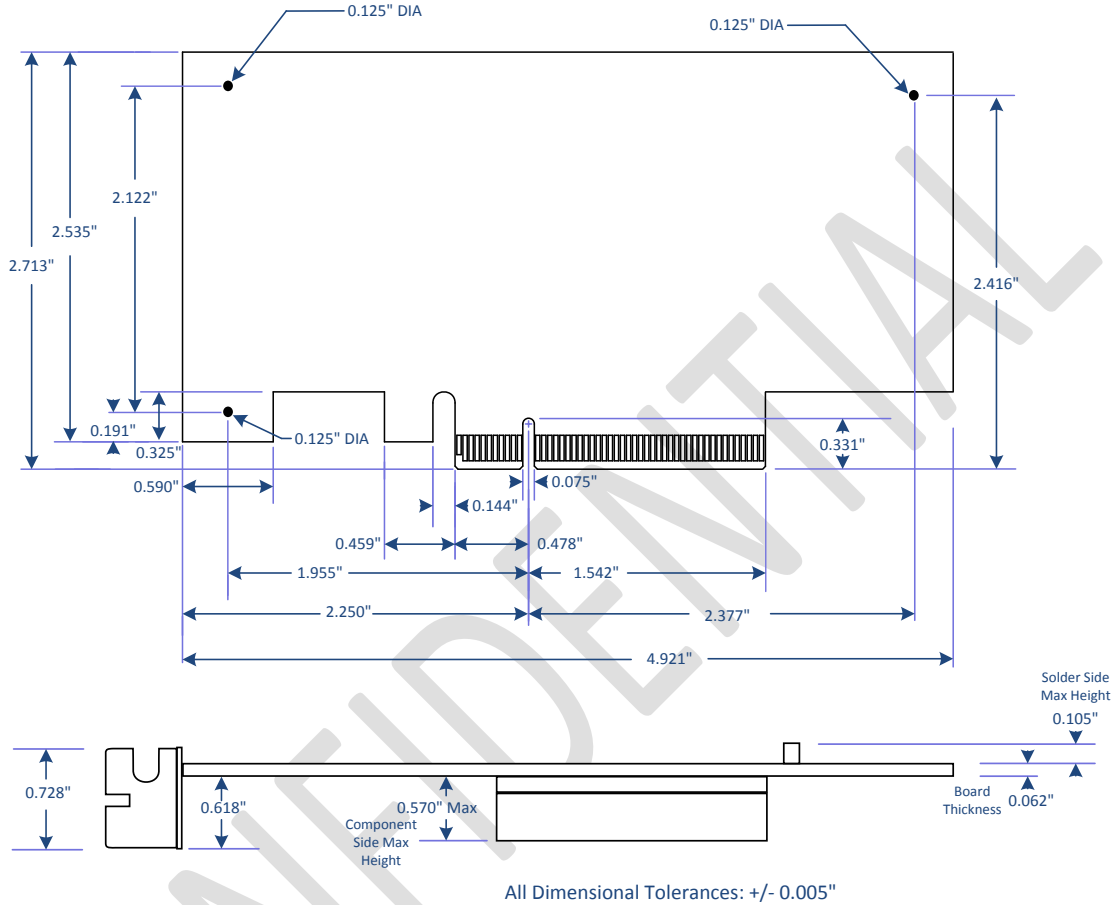 0.125" DIA
0.125" DIA
2.122"
2.535"
2.713"
2.416"
0.191"
0.325"
0.125" DIA
0.331"
0.590"
0.075"
0.144"
0.459"
0.478"
1.955"
1.542"
2.250"
2.377"
4.921"
Solder Side
Max Height
0.105"
0.728"
0.618"
0.570" Max
Component
Side Max
Height
Board
Thickness
0.062"
All Dimensional Tolerances: +/- 0.005"
NFIDENTIAL